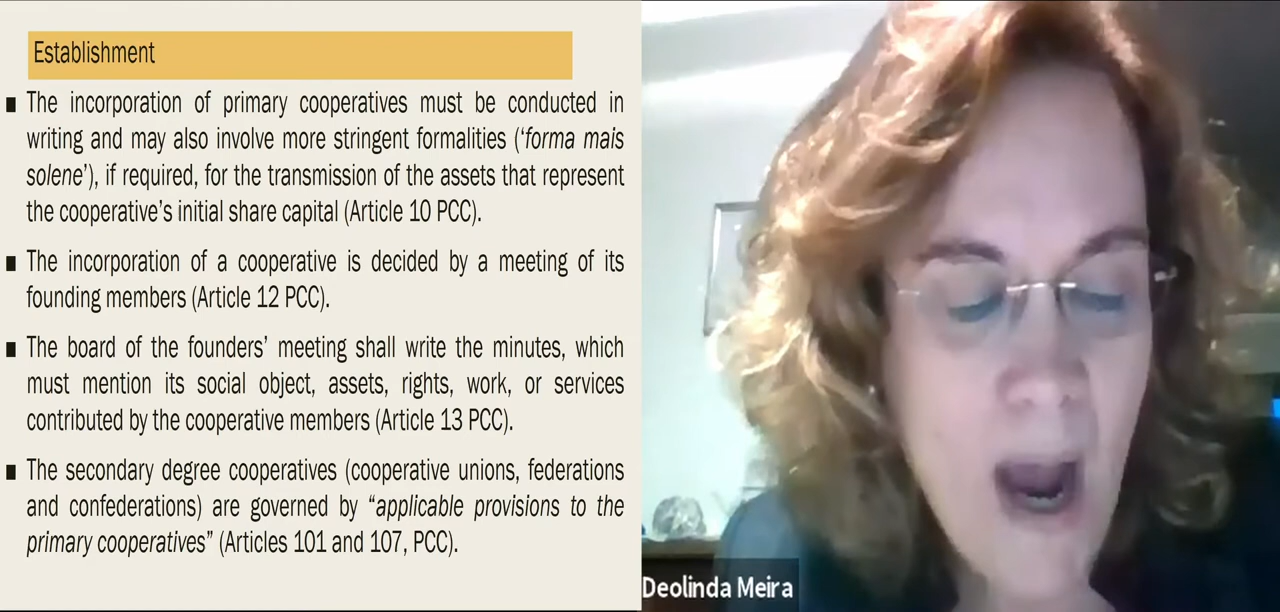 Establishment
■ The incorporation of primary cooperatives must be conducted in
writing and may also involve more stringent formalities (‘forma mais
solene’), if required, for the transmission of the assets that represent
the cooperative’s initial share capital (Article 10 PCC).
■ The incorporation of a cooperative is decided by a meeting of its
founding members (Article 12 PCC).
■ The board of the founders’ meeting shall write the minutes, which
must mention its social object, assets, rights, work, or services
contributed by the cooperative members (Article 13 PCC).
■ The secondary degree cooperatives (cooperative unions, federations
and confederations) are governed by “applicable provisions to the
primary cooperatives” (Articles 101 and 107, PCC).
Deolinda Meira